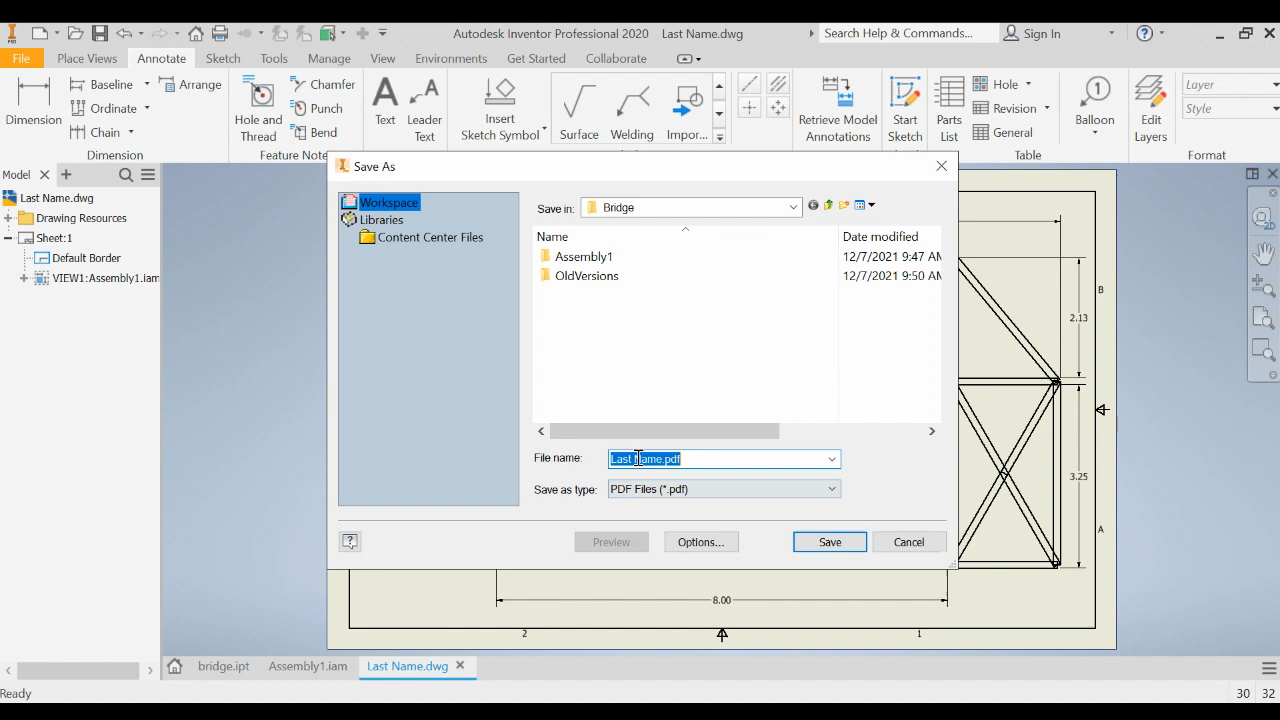 Autodesk Inventor Professional 2020 Last Name.dwg
Search Help & Commands...
Sign In
File Place Views Annotate Sketch Tools Manage View Environments Get Started Collaborate
Dimension
Baseline
Ordinate
Chain
Arrange
Dimension
Hole and Thread
Chamfer
Punch
Bend
Feature Note
Text
Leader Text
Insert Sketch Symbol
Surface
Welding
Impor...
Retrieve Model Annotations
Start Sketch
Parts List
Hole
Revision
General
Table
Balloon
Edit Layers
Layer
Style
Format
Model
Last Name.dwg
Drawing Resources
Sheet:1
Default Border
VIEW1:Assembly1.iam
Save As
Workspace
Libraries
Content Center Files
Save in: Bridge
Name Date modified
Assembly1 12/7/2021 9:47 AM
OldVersions 12/7/2021 9:50 AM
File name: Last Name.pdf
Save as type: PDF Files (*.pdf)
Preview Options... Save Cancel
B
2.13
3.25
A
8.00
2 1
bridge.ipt Assembly1.iam Last Name.dwg
Ready
30 32